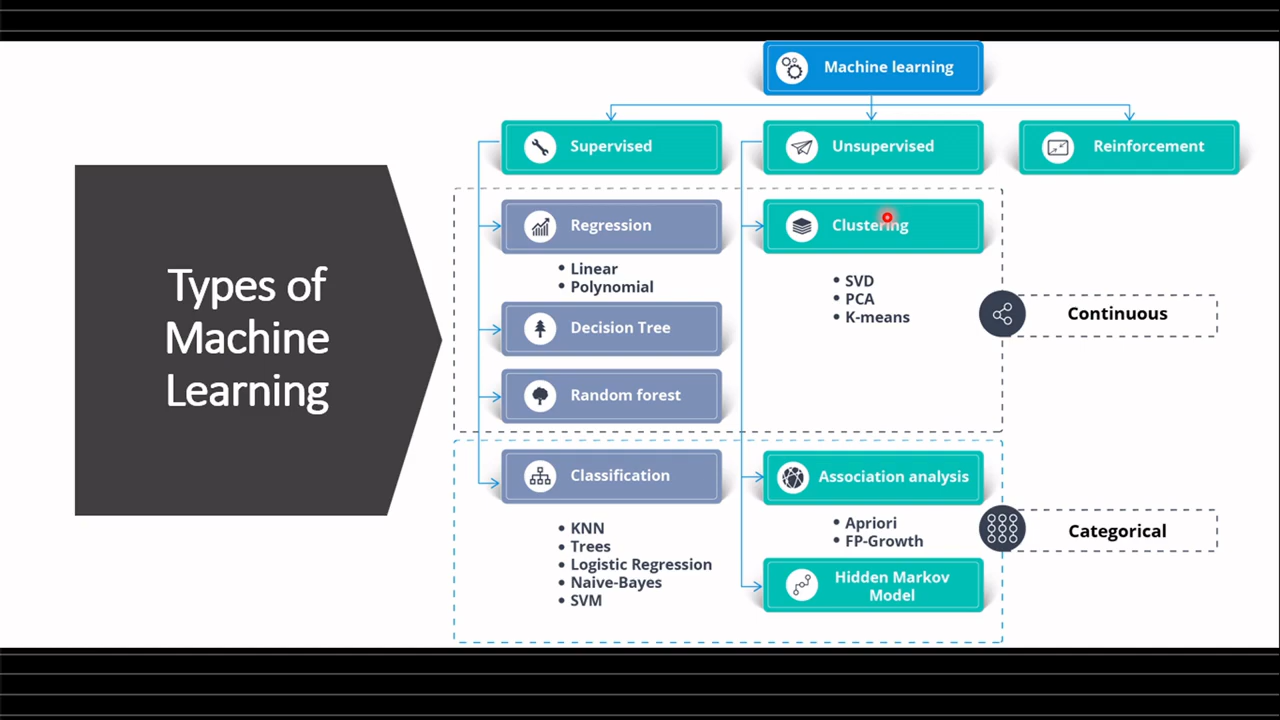 Types of
Machine
Learning
Machine learning
Supervised
Unsupervised
Reinforcement
Regression
• Linear
• Polynomial
Decision Tree
Random forest
Clustering
• SVD
• PCA
• K-means
Continuous
Classification
• KNN
• Trees
• Logistic Regression
• Naive-Bayes
• SVM
Association analysis
• Apriori
• FP-Growth
Hidden Markov
Model
Categorical